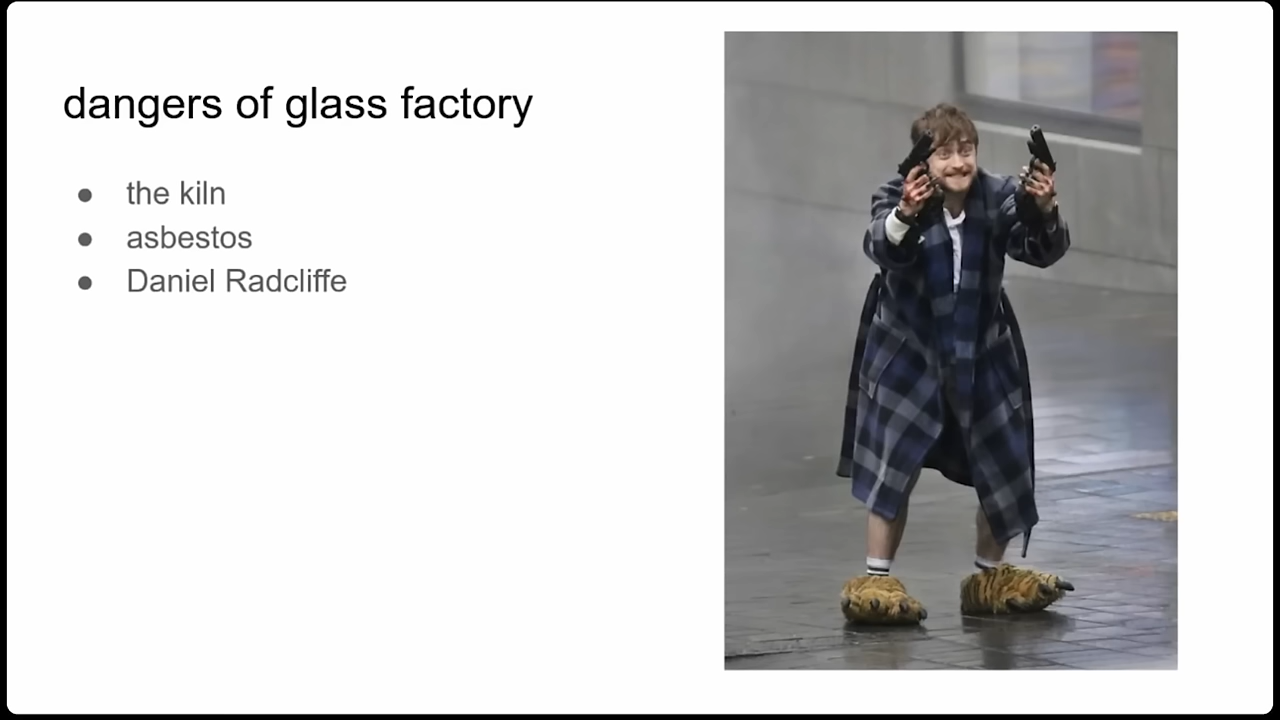 dangers of glass factory
● the kiln
● asbestos
● Daniel Radcliffe